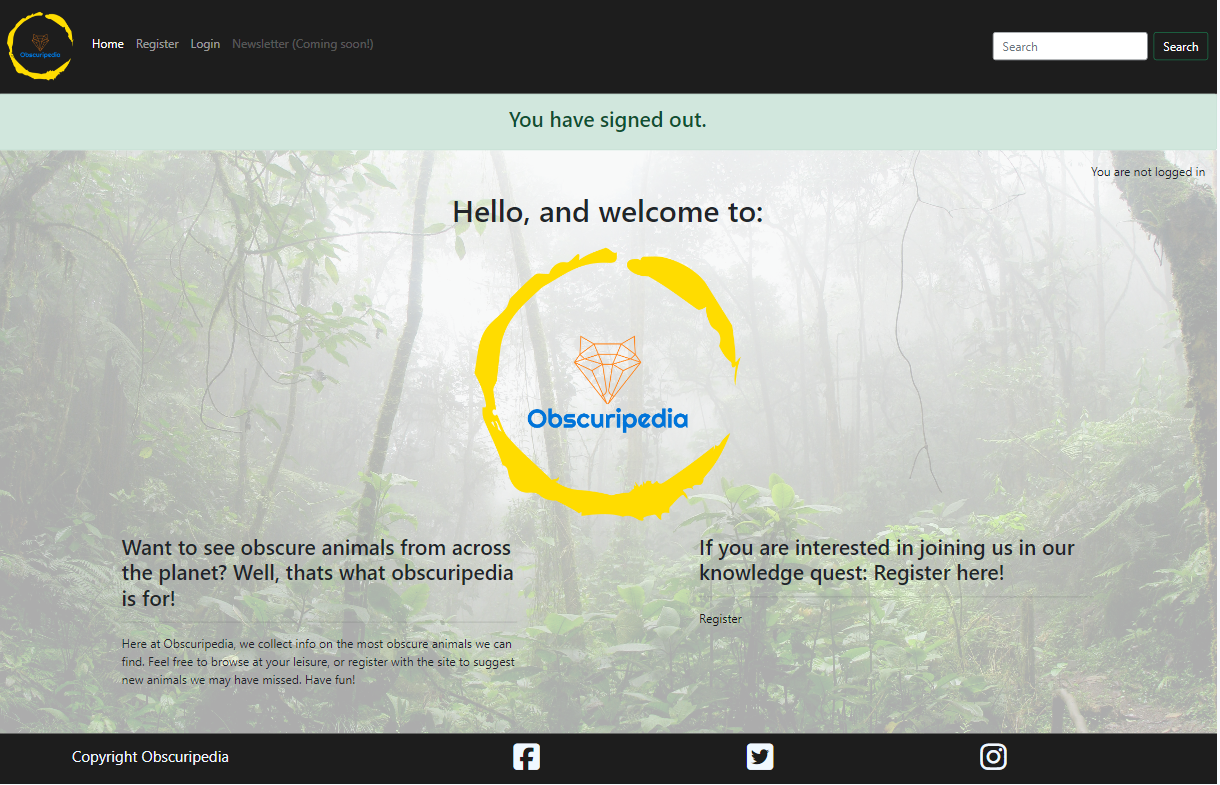 Obscuripedia
Home Register Login Newsletter (Coming soon!)
Search Search
You have signed out.
You are not logged in
Hello, and welcome to:
Obscuripedia
Want to see obscure animals from across
the planet? Well, thats what obscuripedia
is for!
Here at Obscuripedia, we collect info on the most obscure animals we can
find. Feel free to browse at your leisure, or register with the site to suggest
new animals we may have missed. Have fun!
If you are interested in joining us in our
knowledge quest: Register here!
Register
Copyright Obscuripedia